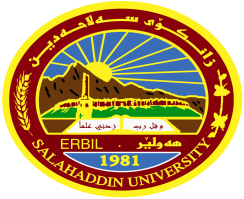 زانکۆی سەلاحەدین
وقل رب زدني علماً
ERBIL . هەولێر
1981
SALAHADDIN UNIVERSITY